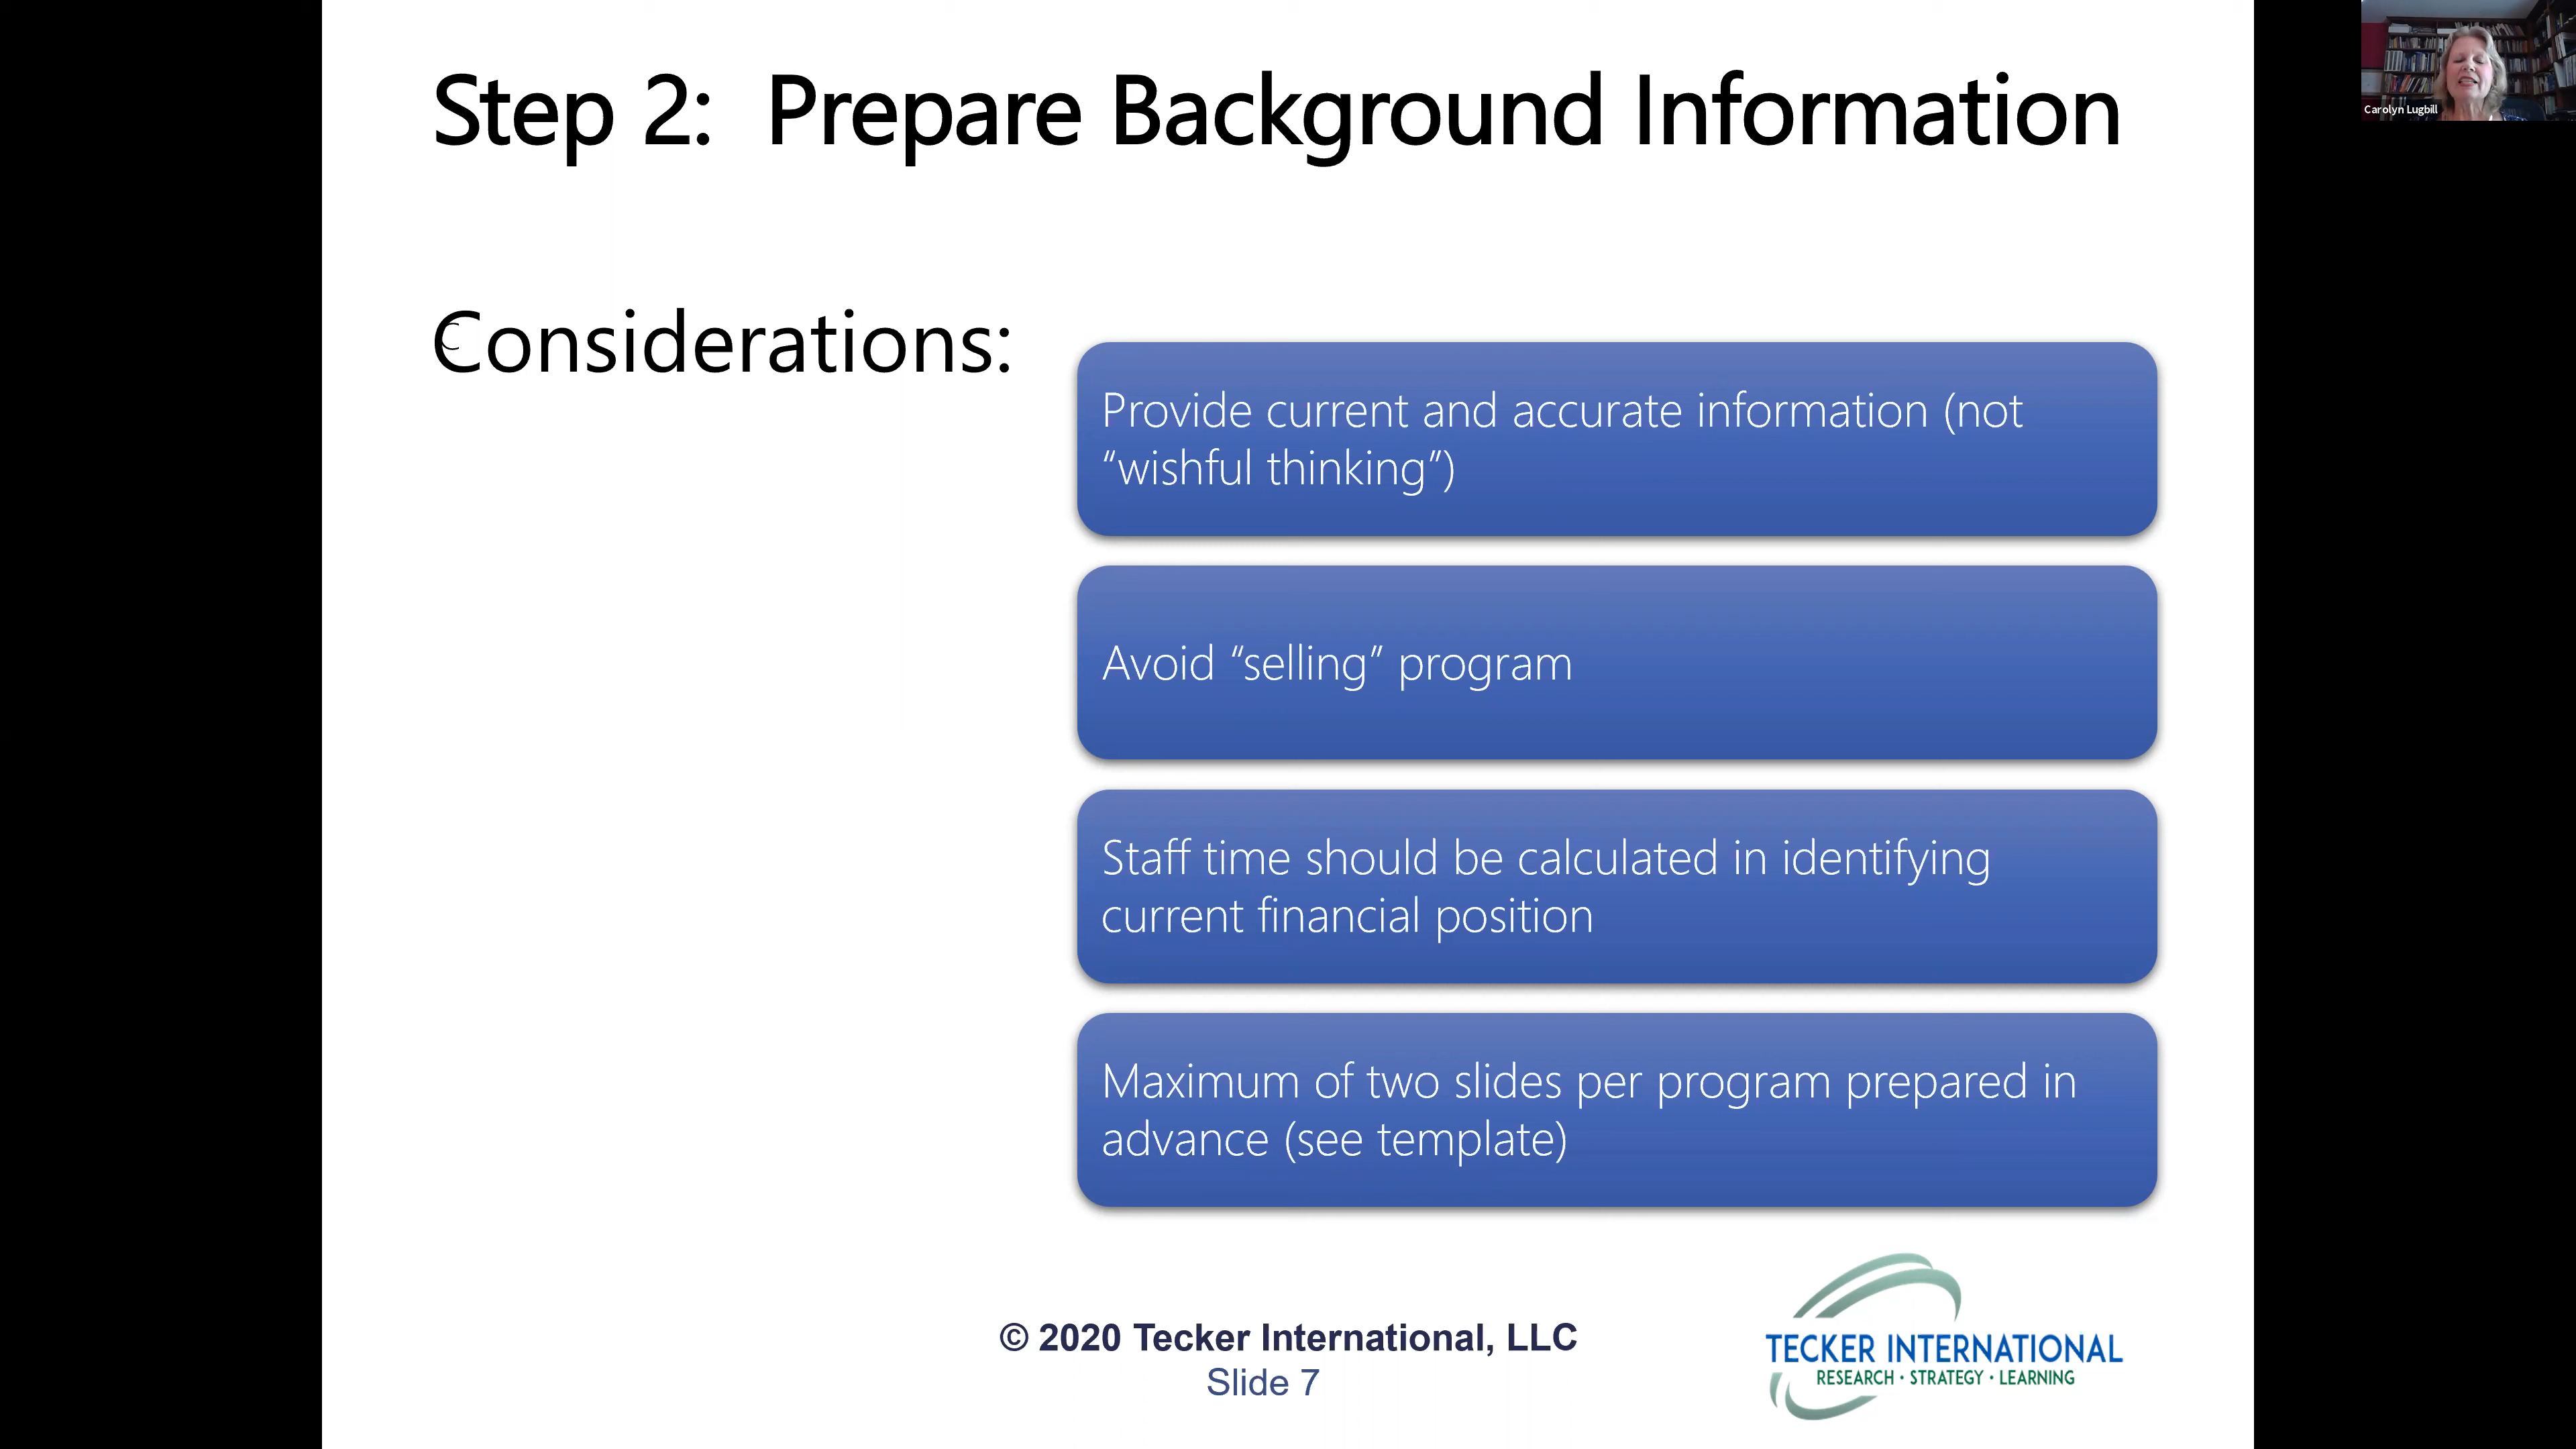 Step 2: Prepare Background Information
Carolyn Lugbill
Considerations:
Provide current and accurate information (not
“wishful thinking”)
Avoid “selling” program
Staff time should be calculated in identifying
current financial position
Maximum of two slides per program prepared in
advance (see template)
© 2020 Tecker International, LLC
Slide 7
TECKER INTERNATIONAL
RESEARCH • STRATEGY • LEARNING